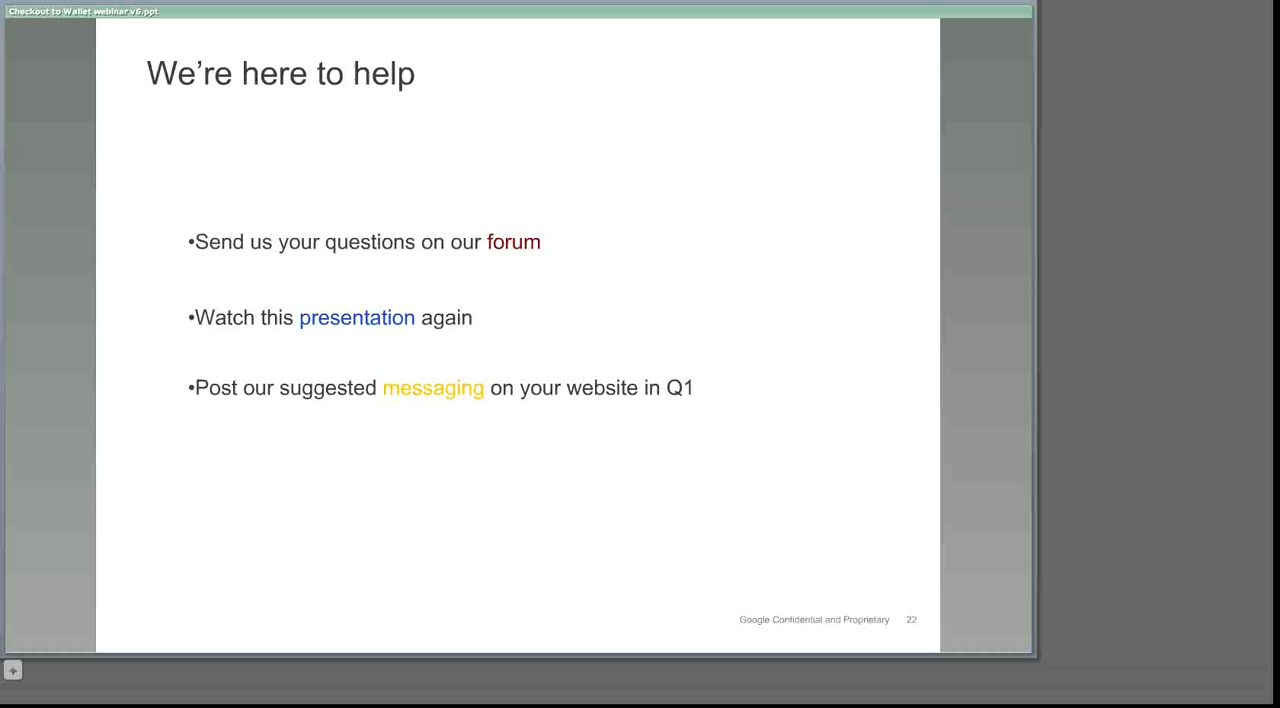 Checkout to Wallet webinar v6.ppt
We’re here to help
•Send us your questions on our forum
•Watch this presentation again
•Post our suggested messaging on your website in Q1
Google Confidential and Proprietary 22